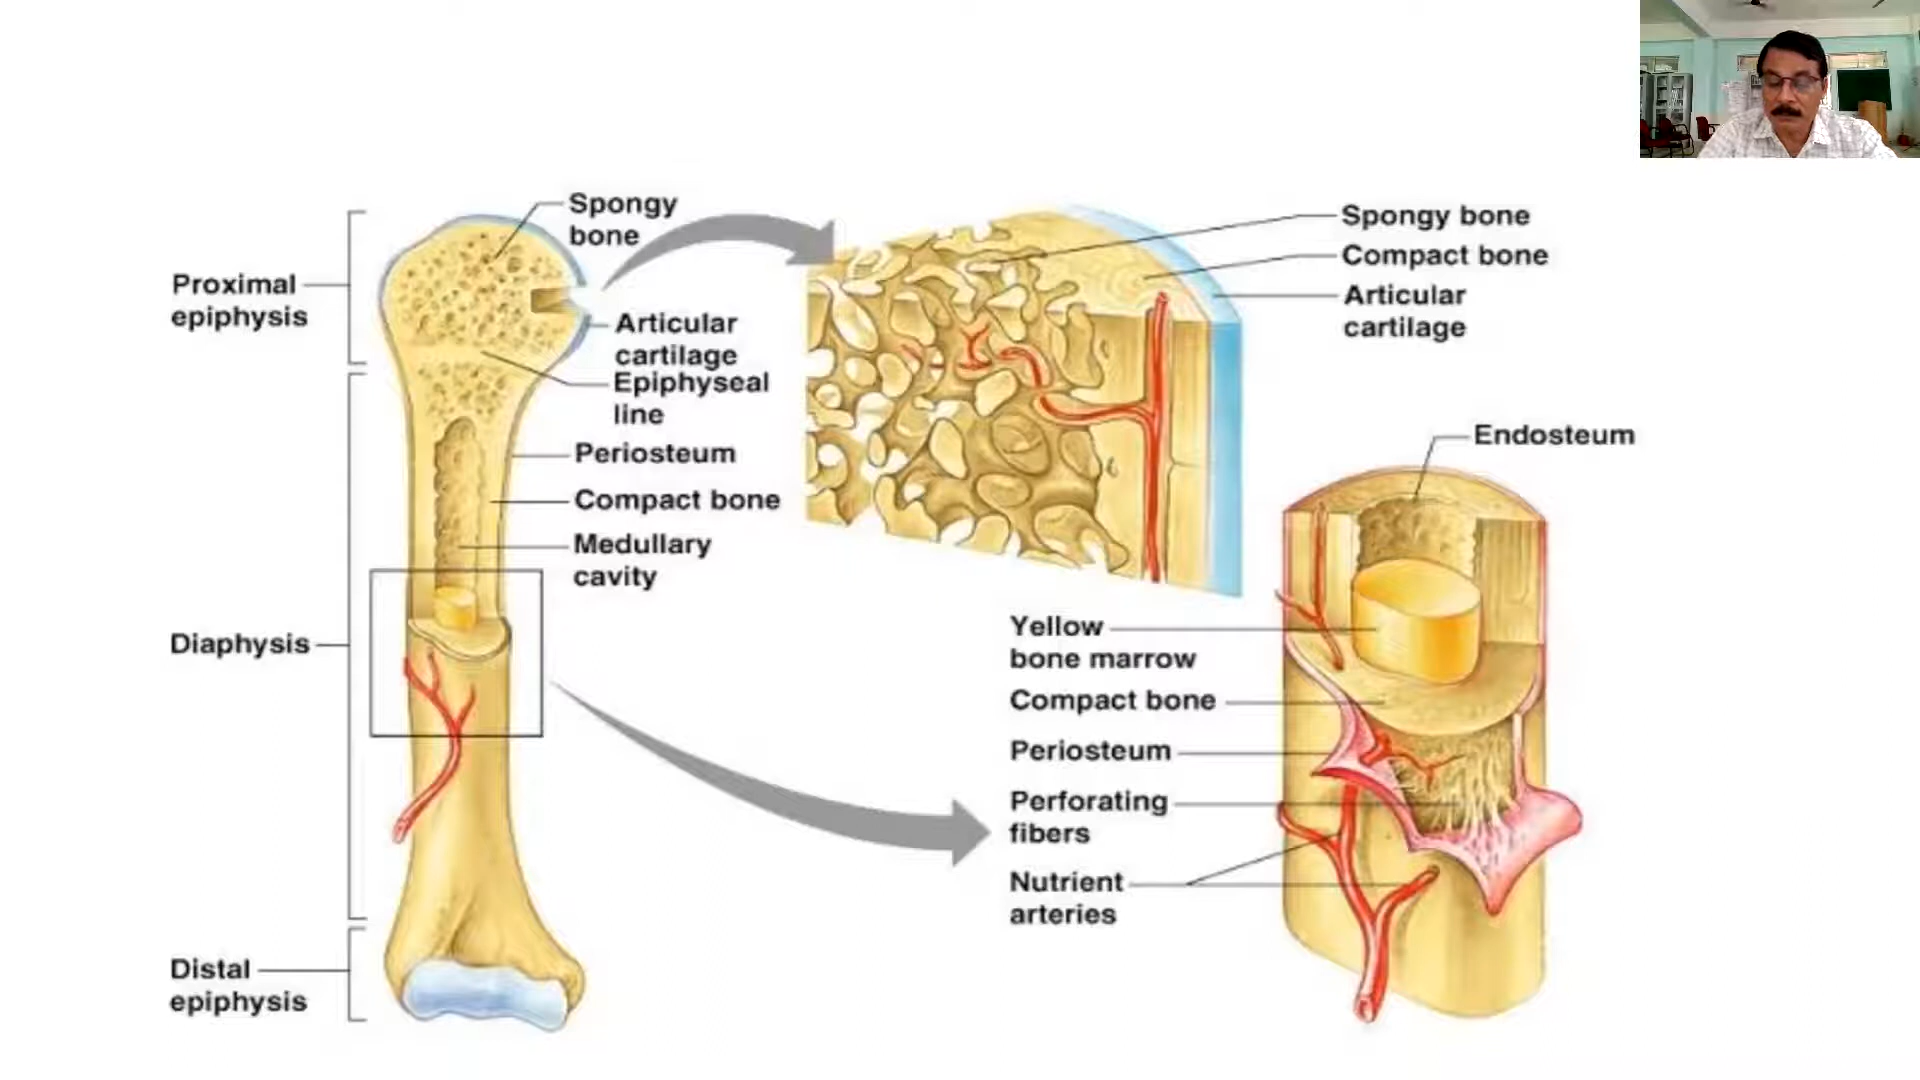 Spongy
bone
Proximal
epiphysis
Articular
cartilage
Epiphyseal
line
Periosteum
Compact bone
Medullary
cavity
Diaphysis
Distal
epiphysis
Spongy bone
Compact bone
Articular
cartilage
Endosteum
Yellow
bone marrow
Compact bone
Periosteum
Perforating
fibers
Nutrient
arteries